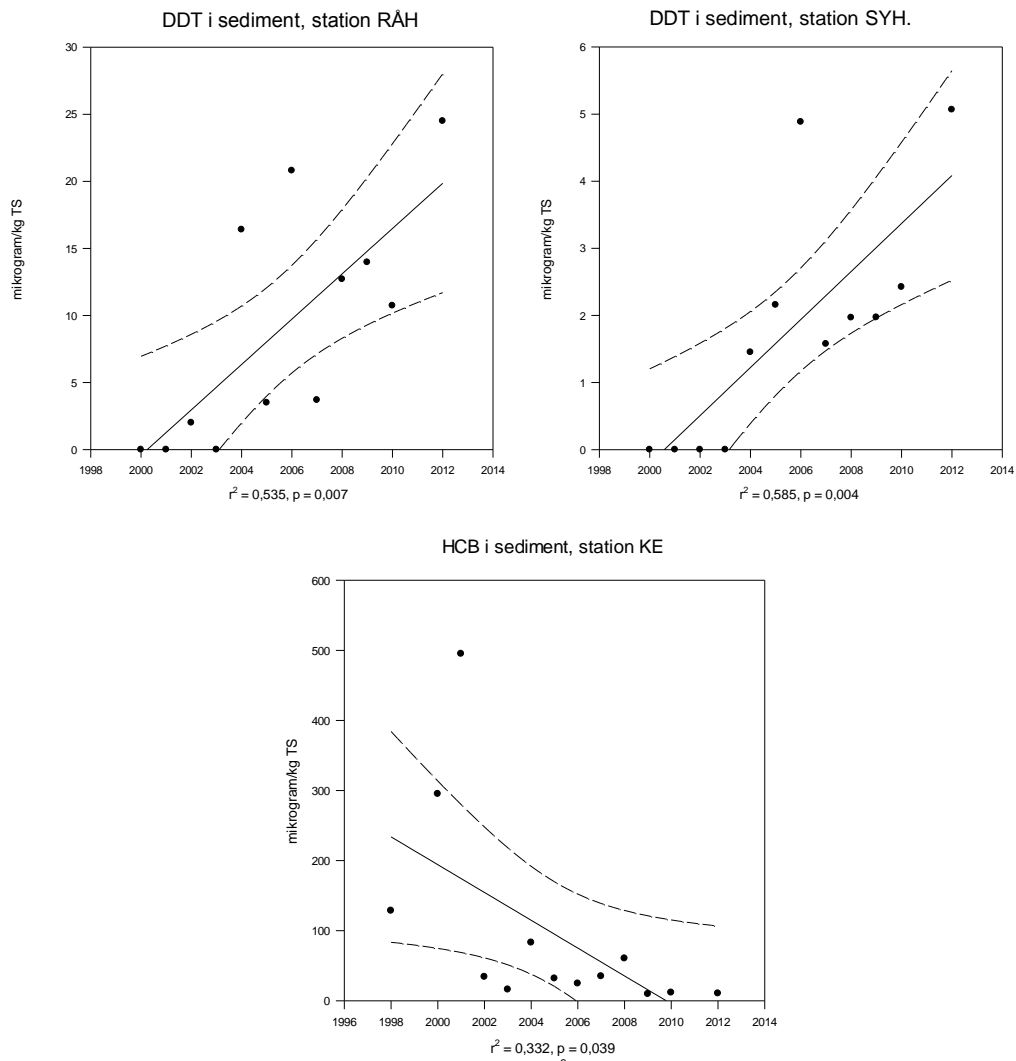 DDT i sediment, station RÅH
30
25
20
15
10
5
0
mikrogram/kg TS
1998 2000 2002 2004 2006 2008 2010 2012 2014
r² = 0,535, p = 0,007
DDT i sediment, station SYH.
6
5
4
3
2
1
0
mikrogram/kg TS
1998 2000 2002 2004 2006 2008 2010 2012 2014
r² = 0,585, p = 0,004
HCB i sediment, station KE
600
500
400
300
200
100
0
mikrogram/kg TS
1996 1998 2000 2002 2004 2006 2008 2010 2012 2014
r² = 0,332, p = 0,039